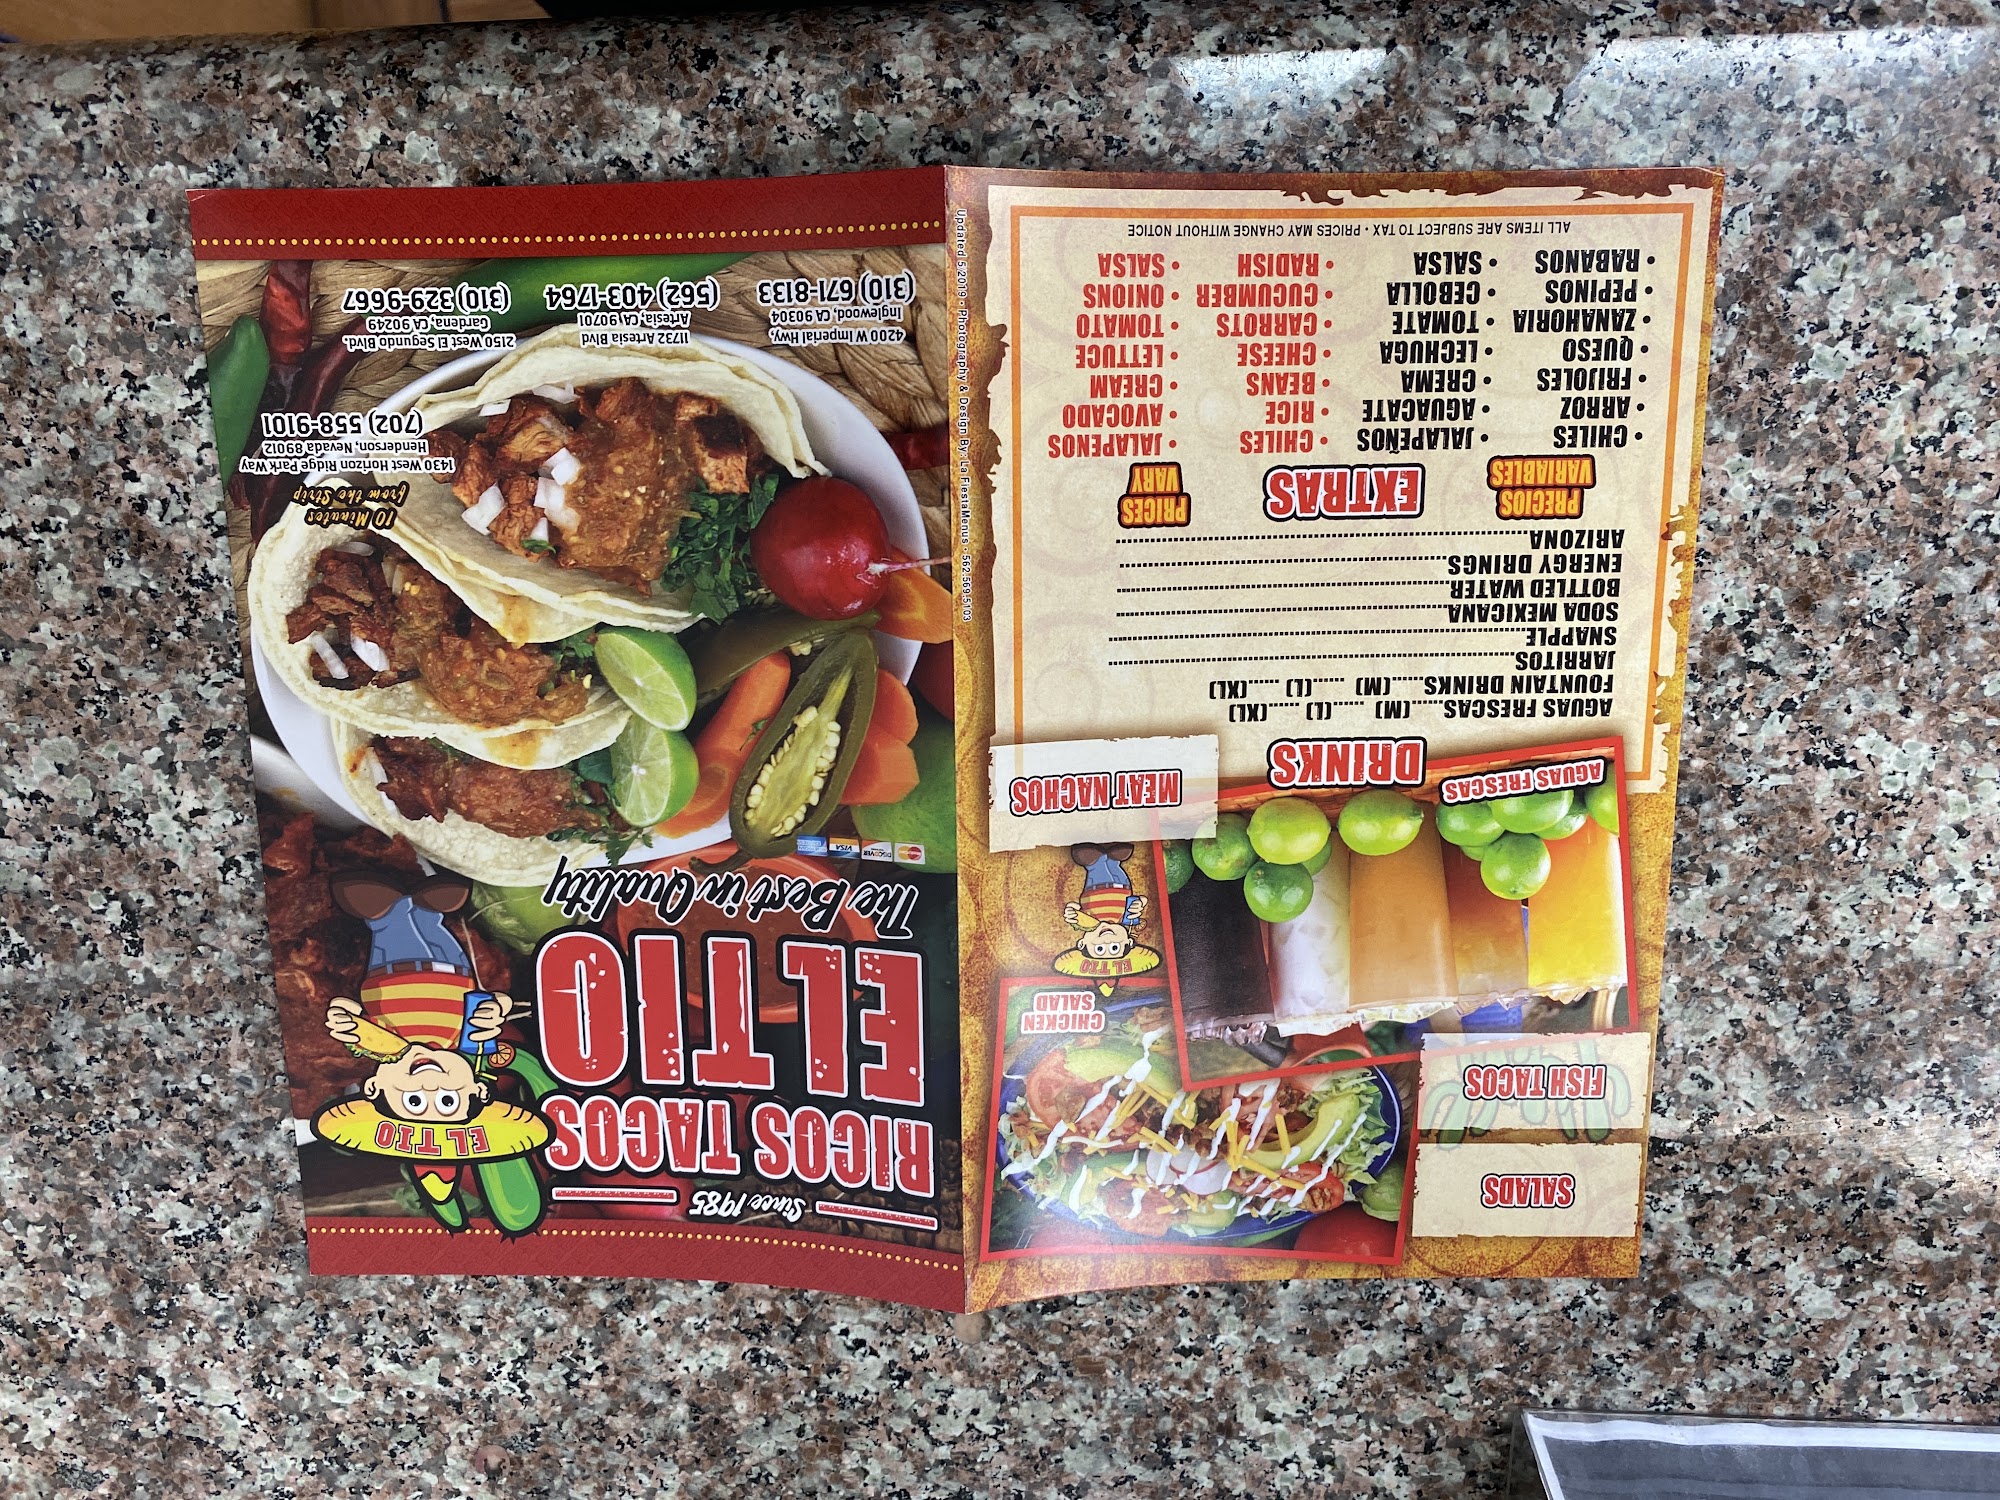 Since 1985
RICOS TACOS
EL TIO
The Best in Quality
EL TIO
MasterCard
DISCOVER
VISA
10 Minutes
from the Strip
1430 West Horizon Ridge Park Way
Henderson, Nevada 89012
(702) 558-9101
4200 W Imperial Hwy.
Inglewood, CA 90304
(310) 671-8133
11732 Artesia Blvd
Artesia, CA 90701
(562) 403-1764
2150 West El Segundo Blvd.
Gardena, CA 90249
(310) 329-9667
SALADS
FISH TACOS
CHICKEN
SALAD
EL TIO
AGUAS FRESCAS
MEAT NACHOS
DRINKS
AGUAS FRESCAS......(M) ......(L) ......(XL)
FOUNTAIN DRINKS......(M) ......(L) ......(XL)
JARRITOS
SNAPPLE
SODA MEXICANA
BOTTLED WATER
ENERGY DRINGS
ARIZONA
PRECIOS
VARIABLES
EXTRAS
PRICES
VARY
• CHILES
• ARROZ
• FRIJOLES
• QUESO
• ZANAHORIA
• PEPINOS
• RABANOS
• JALAPEÑOS
• AGUACATE
• CREMA
• LECHUGA
• TOMATE
• CEBOLLA
• SALSA
• CHILES
• RICE
• BEANS
• CHEESE
• CARROTS
• CUCUMBER
• RADISH
• JALAPENOS
• AVOCADO
• CREAM
• LETTUCE
• TOMATO
• ONIONS
• SALSA
ALL ITEMS ARE SUBJECT TO TAX • PRICES MAY CHANGE WITHOUT NOTICE
Updated 5.2019 • Photography & Design By: La FiestaMenus • 562.569.5103